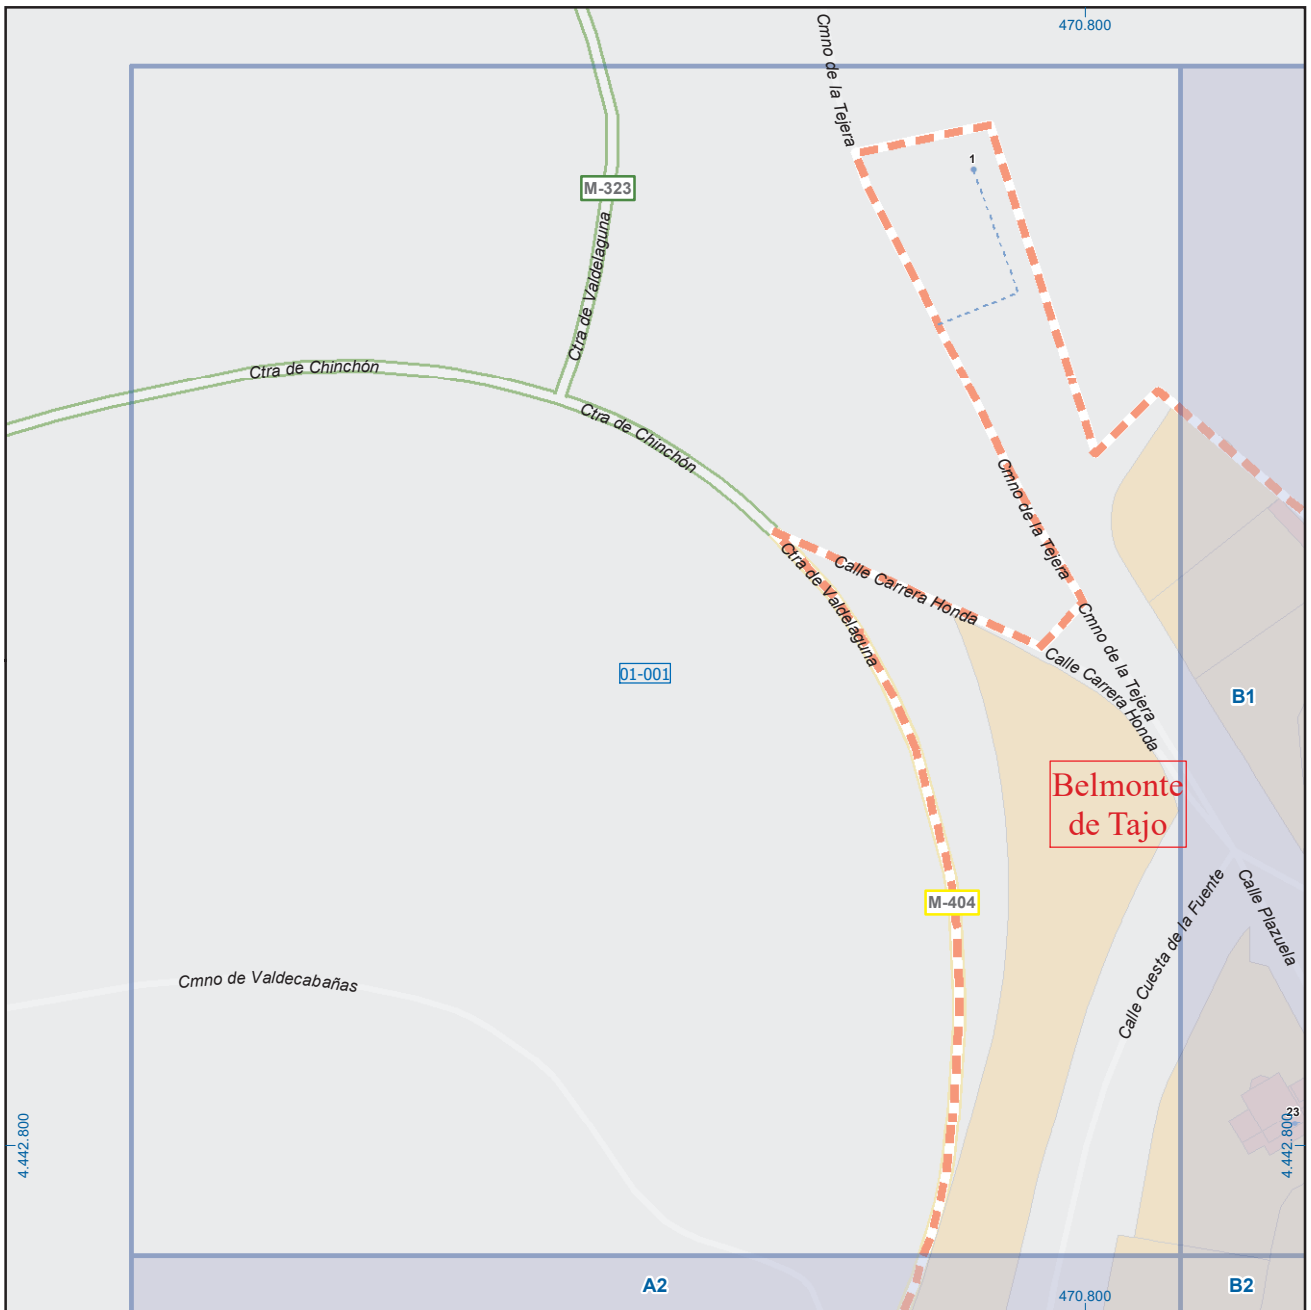 470.800
Cmno de la Tejera
1
M-323
Ctra de Valdelaguna
Ctra de Chinchón
Ctra de Chinchón
Cmno de la Tejera
Ctra de Valdelaguna
Calle Carrera Honda
Cmno de la Tejera
Calle Carrera Honda
01-001
B1
Belmonte
de Tajo
M-404
Calle Cuesta de la Fuente
Calle Plazuela
Cmno de Valdecabañas
23
4.442.800
4.442.800
A2
B2
470.800